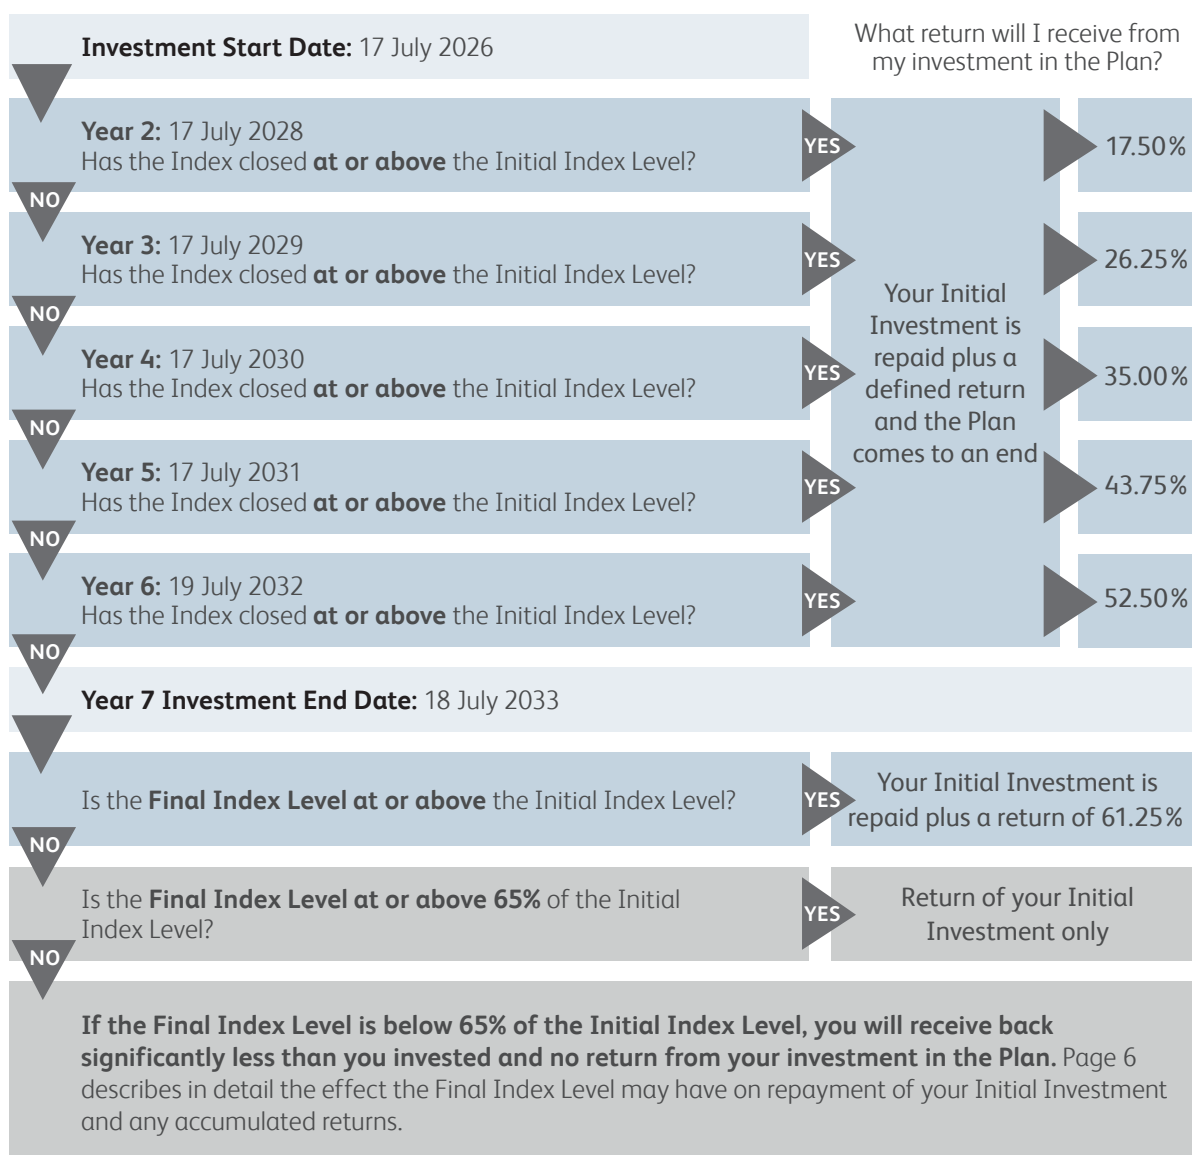 Investment Start Date: 17 July 2026
What return will I receive from
my investment in the Plan?
Year 2: 17 July 2028
Has the Index closed at or above the Initial Index Level?
YES
17.50%
NO
Year 3: 17 July 2029
Has the Index closed at or above the Initial Index Level?
YES
26.25%
NO
Year 4: 17 July 2030
Has the Index closed at or above the Initial Index Level?
YES
35.00%
NO
Year 5: 17 July 2031
Has the Index closed at or above the Initial Index Level?
YES
43.75%
NO
Year 6: 19 July 2032
Has the Index closed at or above the Initial Index Level?
YES
52.50%
NO
Your Initial
Investment is
repaid plus a
defined return
and the Plan
comes to an end
Year 7 Investment End Date: 18 July 2033
Is the Final Index Level at or above the Initial Index Level?
YES
Your Initial Investment is
repaid plus a return of 61.25%
NO
Is the Final Index Level at or above 65% of the Initial
Index Level?
YES
Return of your Initial
Investment only
NO
If the Final Index Level is below 65% of the Initial Index Level, you will receive back
significantly less than you invested and no return from your investment in the Plan. Page 6
describes in detail the effect the Final Index Level may have on repayment of your Initial Investment
and any accumulated returns.